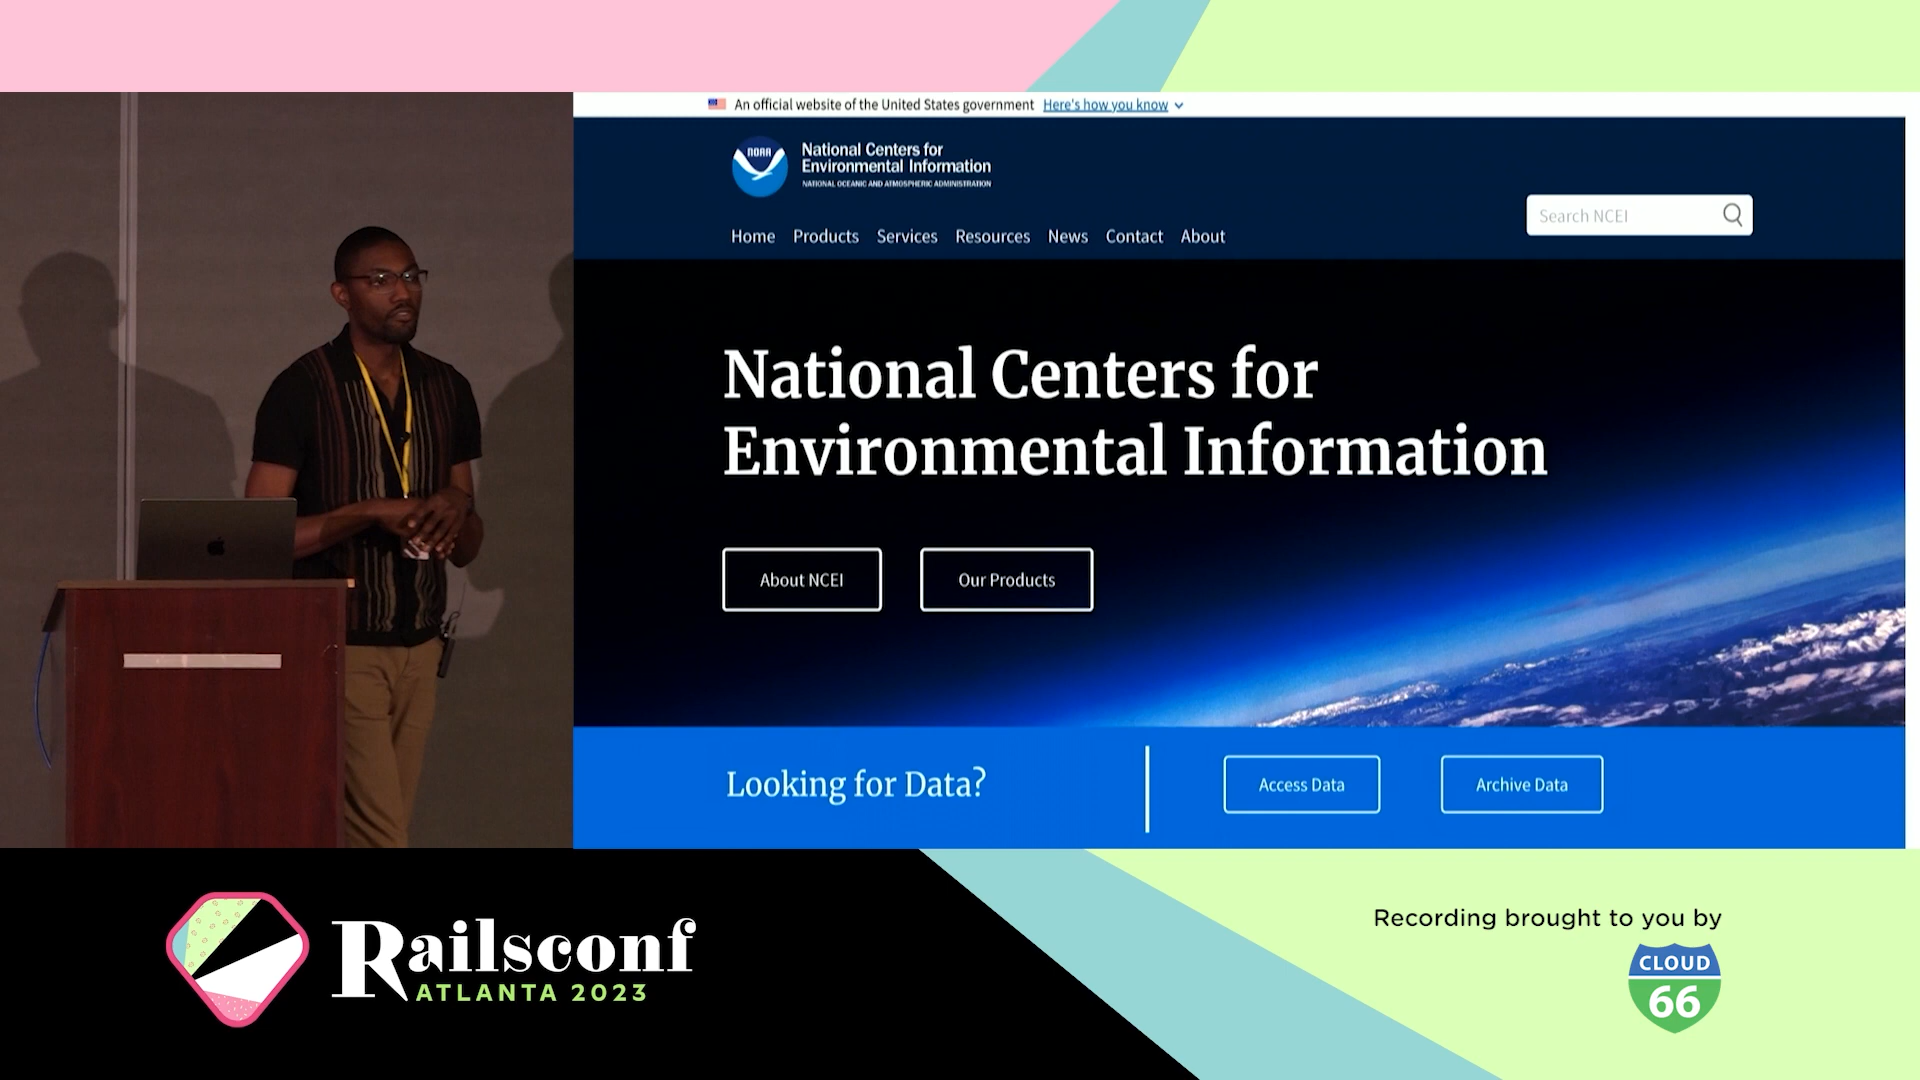 An official website of the United States government Here's how you know
NOAA
National Centers for
Environmental Information
NATIONAL OCEANIC AND ATMOSPHERIC ADMINISTRATION
Search NCEI
Home Products Services Resources News Contact About
National Centers for
Environmental Information
About NCEI Our Products
Looking for Data? Access Data Archive Data
Railsconf
ATLANTA 2023
Recording brought to you by
CLOUD
66